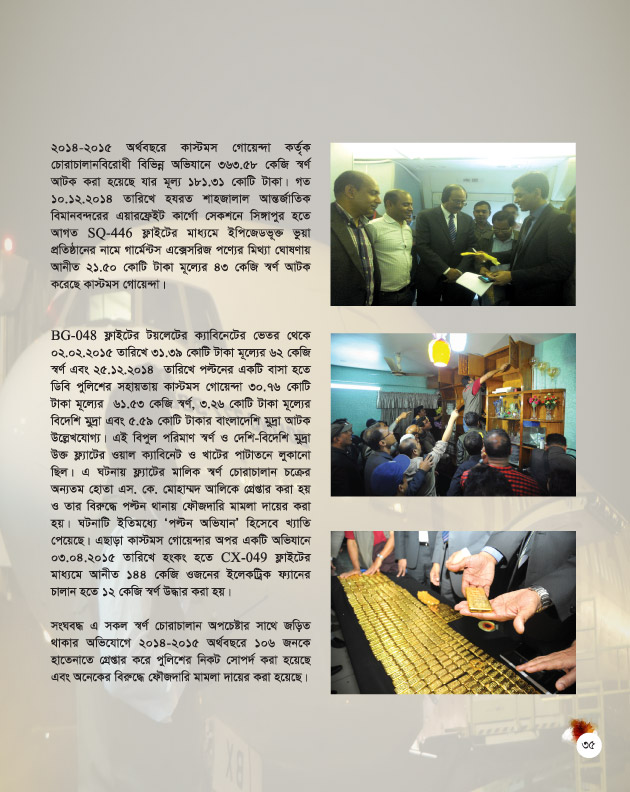 ২০১৪-২০১৫ অর্থবছরে কাস্টমস গোয়েন্দা কর্তৃক
চোরাচালানবিরোধী বিভিন্ন অভিযানে ৩৬৩.৫৮ কেজি স্বর্ণ
আটক করা হয়েছে যার মূল্য ১৮১.৩১ কোটি টাকা। গত
১০.১২.২০১৪ তারিখে হযরত শাহজালাল আন্তর্জাতিক
বিমানবন্দরের এয়ারফ্রেইট কার্গো সেকশনে সিঙ্গাপুর হতে
আগত SQ-446 ফ্লাইটের মাধ্যমে ইপিজেডভূক্ত ভুয়া
প্রতিষ্ঠানের নামে গার্মেন্টস এক্সেসরিজ পণ্যের মিথ্যা ঘোষণায়
আনীত ২১.৫০ কোটি টাকা মূল্যের ৪৩ কেজি স্বর্ণ আটক
করেছে কাস্টমস গোয়েন্দা।
BG-048 ফ্লাইটের টয়লেটের ক্যাবিনেটের ভেতর থেকে
০২.০২.২০১৫ তারিখে ৩১.৩৯ কোটি টাকা মূল্যের ৬২ কেজি
স্বর্ণ এবং ২৫.১২.২০১৪ তারিখে পল্টনের একটি বাসা হতে
ডিবি পুলিশের সহায়তায় কাস্টমস গোয়েন্দা ৩০.৭৬ কোটি
টাকা মূল্যের ৬১.৫৩ কেজি স্বর্ণ, ৩.২৬ কোটি টাকা মূল্যের
বিদেশি মুদ্রা এবং ৫.৫৯ কোটি টাকার বাংলাদেশি মুদ্রা আটক
উল্লেখযোগ্য। এই বিপুল পরিমাণ স্বর্ণ ও দেশি-বিদেশি মুদ্রা
উক্ত ফ্ল্যাটের ওয়াল ক্যাবিনেট ও খাটের পাটাতনে লুকানো
ছিল। এ ঘটনায় ফ্ল্যাটের মালিক স্বর্ণ চোরাচালান চক্রের
অন্যতম হোতা এস. কে. মোহাম্মদ আলিকে গ্রেপ্তার করা হয়
ও তার বিরুদ্ধে পল্টন থানায় ফৌজদারি মামলা দায়ের করা
হয়। ঘটনাটি ইতিমধ্যে ‘পল্টন অভিযান’ হিসেবে খ্যাতি
পেয়েছে। এছাড়া কাস্টমস গোয়েন্দার অপর একটি অভিযানে
০৩.০৪.২০১৫ তারিখে হংকং হতে CX-049 ফ্লাইটের
মাধ্যমে আনীত ১৪৪ কেজি ওজনের ইলেকট্রিক ফ্যানের
চালান হতে ১২ কেজি স্বর্ণ উদ্ধার করা হয়।
সংঘবদ্ধ এ সকল স্বর্ণ চোরাচালান অপচেষ্টার সাথে জড়িত
থাকার অভিযোগে ২০১৪-২০১৫ অর্থবছরে ১০৬ জনকে
হাতেনাতে গ্রেপ্তার করে পুলিশের নিকট সোপর্দ করা হয়েছে
এবং অনেকের বিরুদ্ধে ফৌজদারি মামলা দায়ের করা হয়েছে।
৩৫